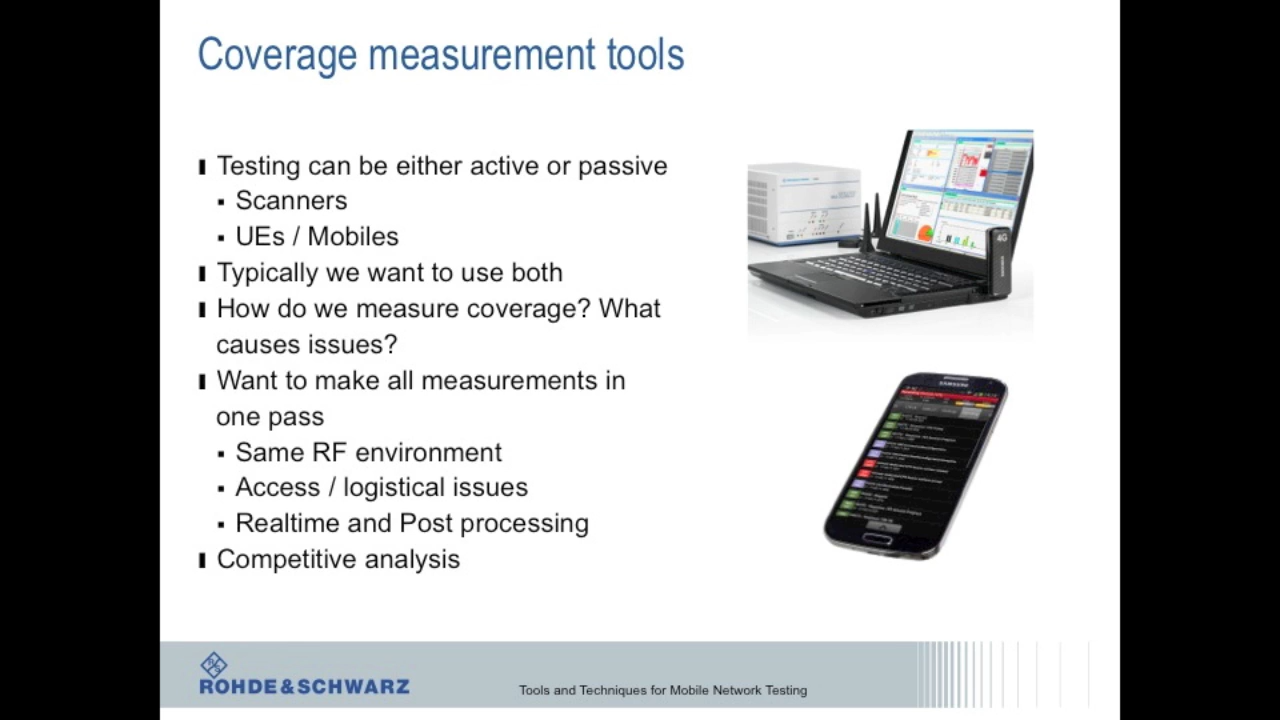 Coverage measurement tools
Testing can be either active or passive
Scanners
UEs / Mobiles
Typically we want to use both
How do we measure coverage? What
causes issues?
Want to make all measurements in
one pass
Same RF environment
Access / logistical issues
Realtime and Post processing
Competitive analysis
4G
SAMSUNG
R S
ROHDE & SCHWARZ
Tools and Techniques for Mobile Network Testing